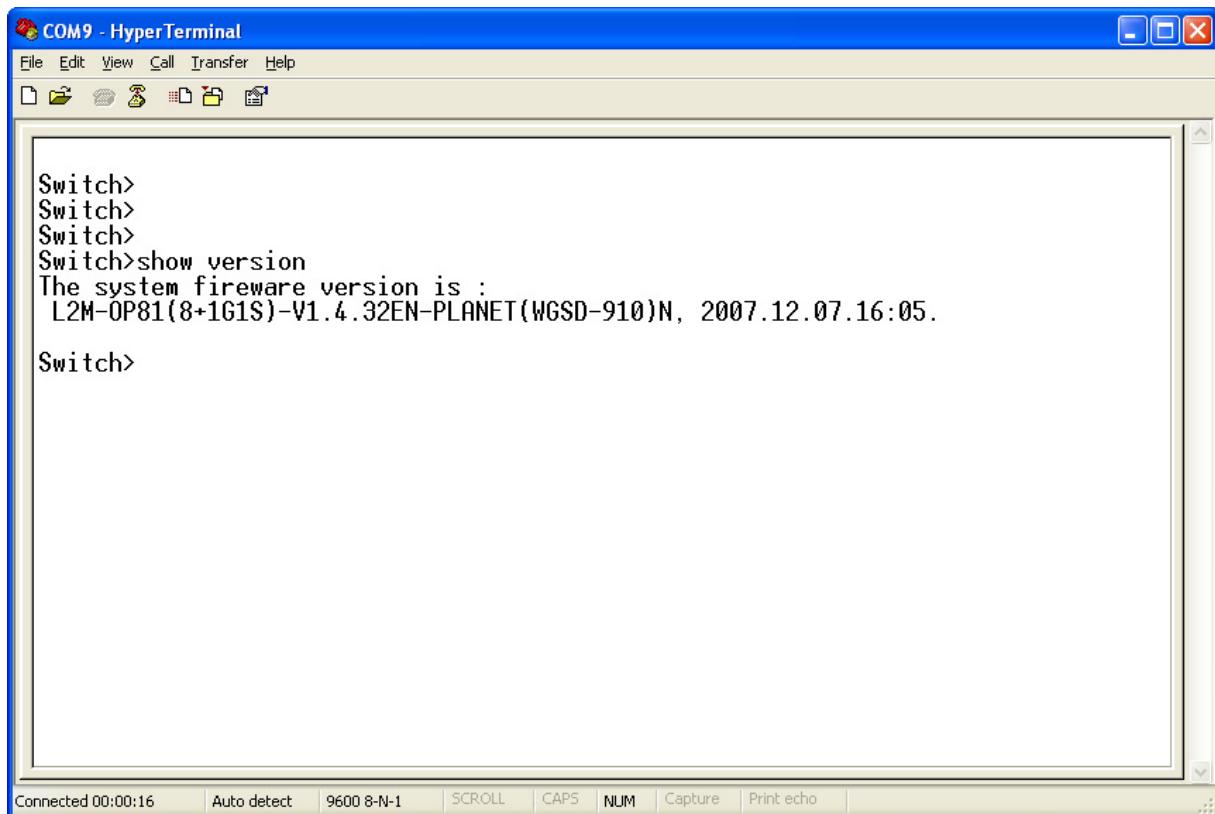 COM9 - HyperTerminal
File Edit View Call Transfer Help
Switch>
Switch>
Switch>
Switch>show version
The system fireware version is :
L2M-OP81(8+1G1S)-V1.4.32EN-PLANET(WGSD-910)N, 2007.12.07.16:05.
Switch>
Connected 00:00:16 Auto detect 9600 8-N-1 SCROLL CAPS NUM Capture Print echo